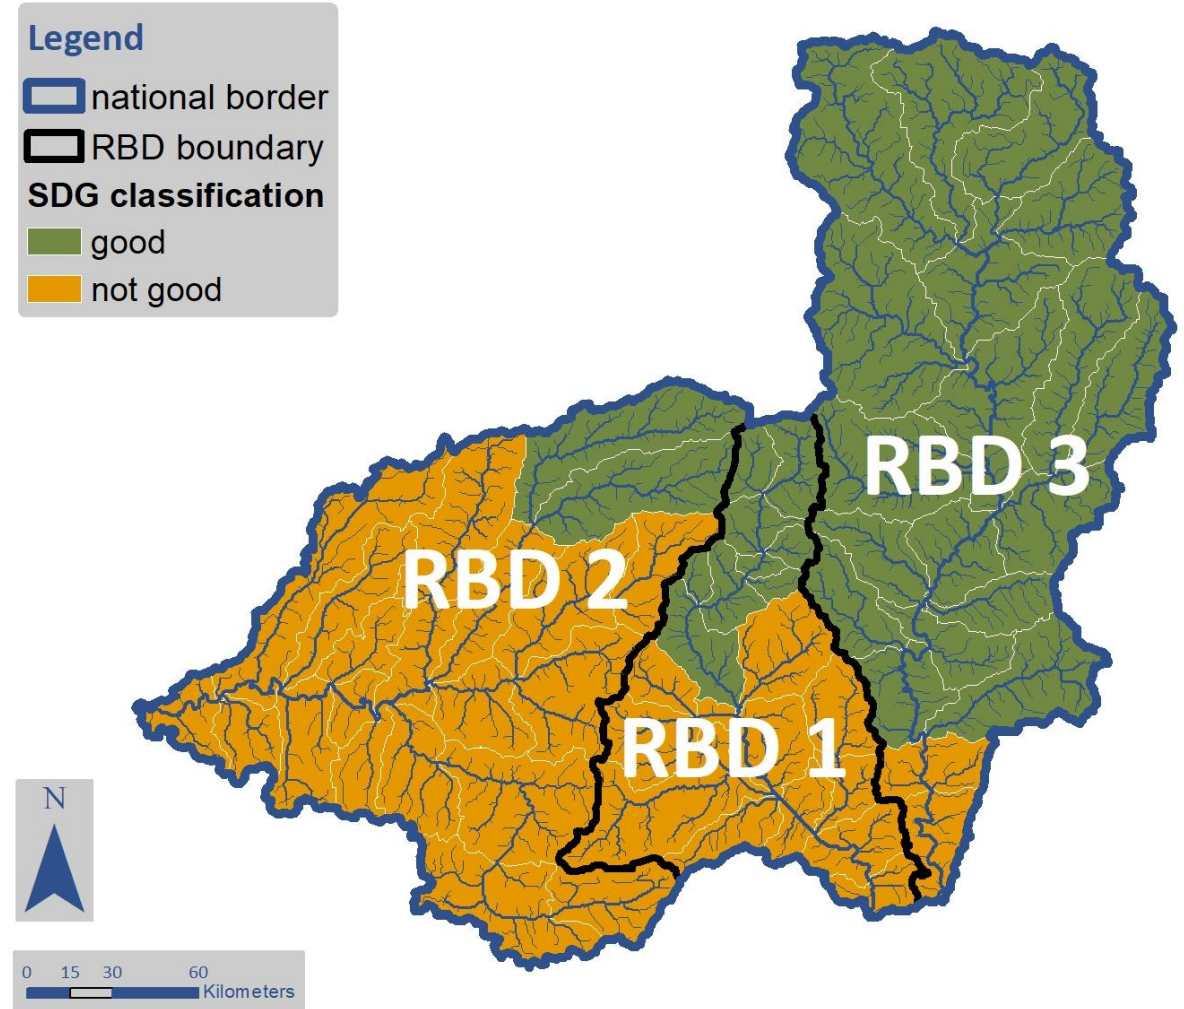 Legend
national border
RBD boundary
SDG classification
good
not good
RBD 3
RBD 2
RBD 1
N
0 15 30 60
Kilometers